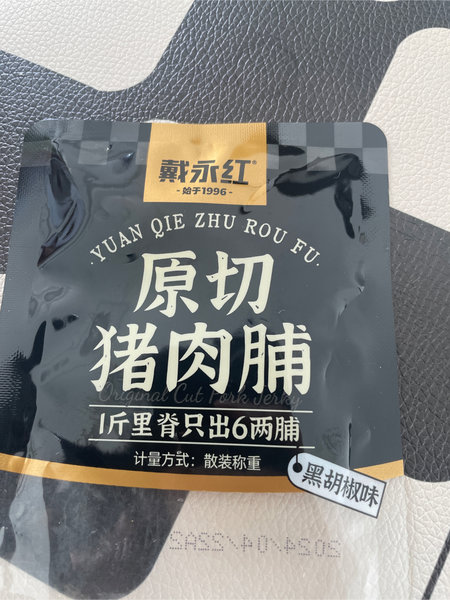 戴永红®
-始于1996-
·YUAN QIE ZHU ROU FU·
原切
猪肉脯
Original Cut Pork Jerky
1斤里脊只出6两脯
计量方式：散装称重
黑胡椒味